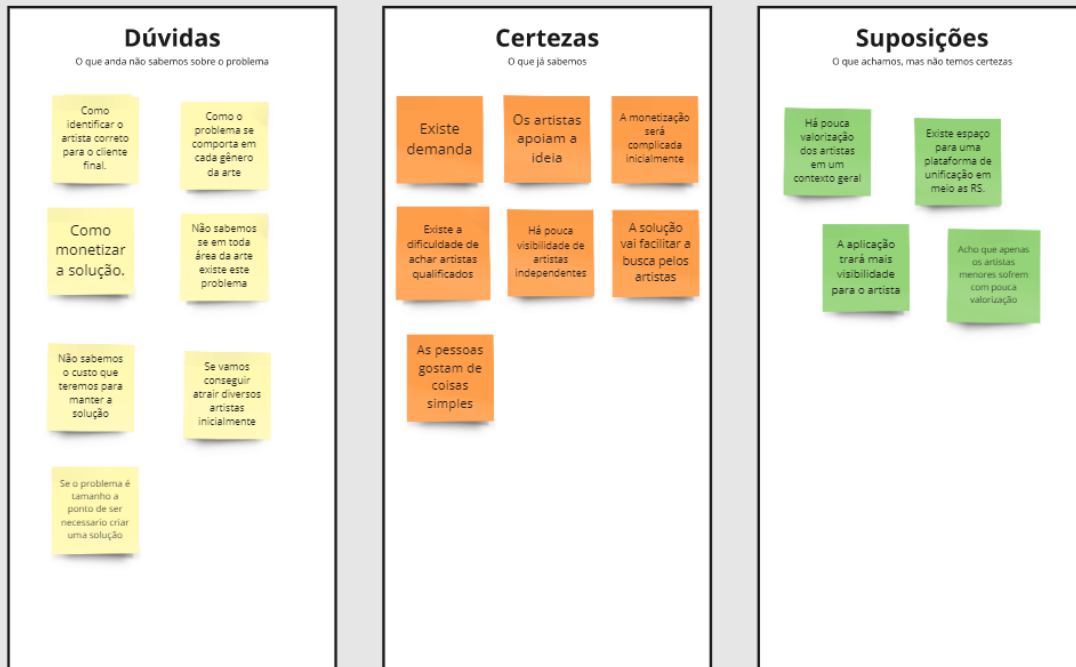 Dúvidas
O que anda não sabemos sobre o problema
Como
identificar o
artista correto
para o cliente
final.
Como o
problema se
comporta em
cada gênero
da arte
Como
monetizar
a solução.
Não sabemos
se em toda
área da arte
existe este
problema
Não sabemos
o custo que
teremos para
manter a
solução
Se vamos
conseguir
atrair diversos
artistas
inicialmente
Se o problema é
tamanho a
ponto de ser
necessario criar
uma solução
Certezas
O que já sabemos
Existe
demanda
Os artistas
apoiam a
ideia
A monetização
será
complicada
inicialmente
Existe a
dificuldade de
achar artistas
qualificados
Há pouca
visibilidade de
artistas
independentes
A solução
vai facilitar a
busca pelos
artistas
As pessoas
gostam de
coisas
simples
Suposições
O que achamos, mas não temos certezas
Há pouca
valorização
dos artistas
em um
contexto geral
Existe espaço
para uma
plataforma de
unificação em
meio as RS.
A aplicação
trará mais
visibilidade
para o artista
Acho que apenas
os artistas
menores sofrem
com pouca
valorização